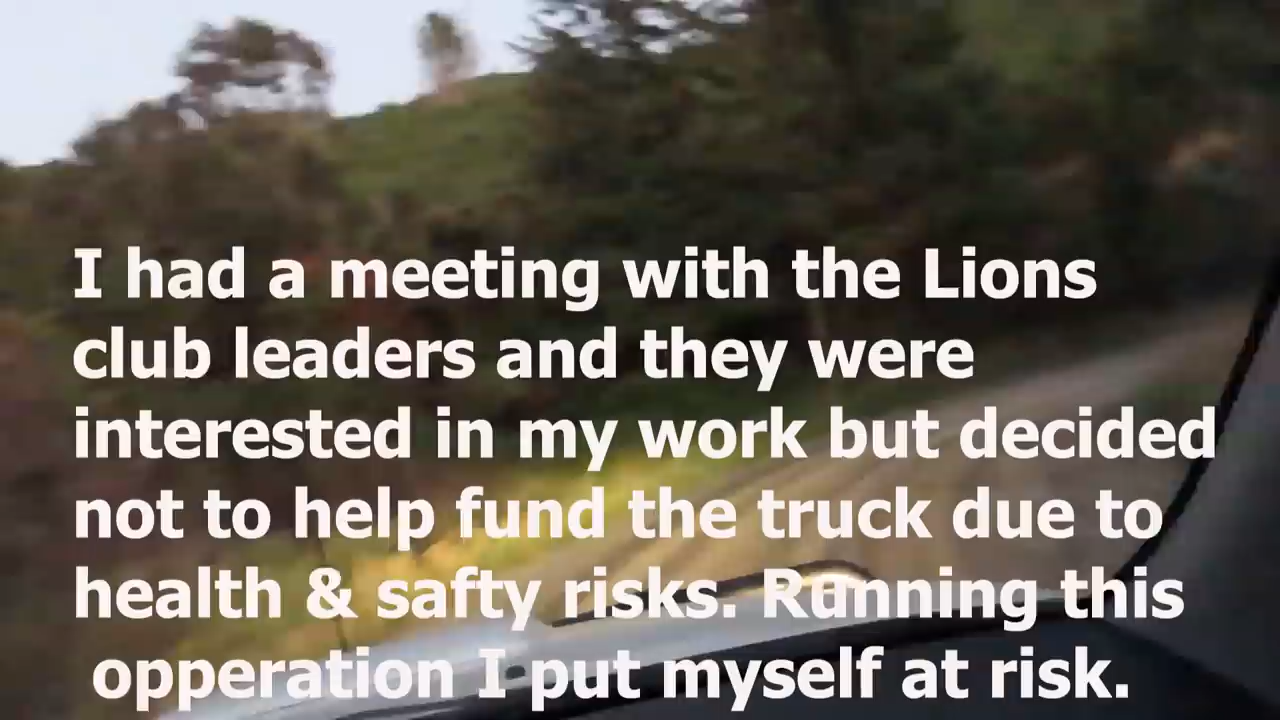 I had a meeting with the Lions
club leaders and they were
interested in my work but decided
not to help fund the truck due to
health & safty risks. Running this
opperation I put myself at risk.